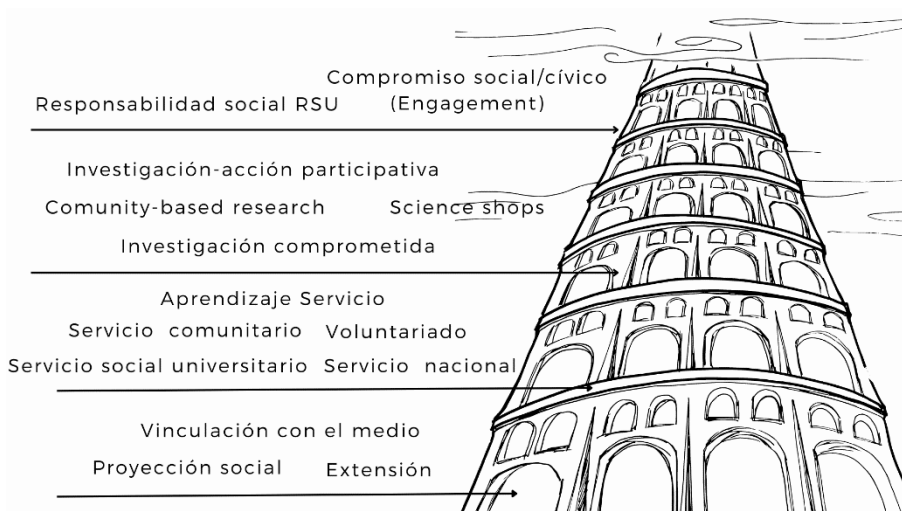 Compromiso social/cívico
Responsabilidad social RSU (Engagement)
Investigación-acción participativa
Comunity-based research Science shops
Investigación comprometida
Aprendizaje Servicio
Servicio comunitario Voluntariado
Servicio social universitario Servicio nacional
Vinculación con el medio
Proyección social Extensión